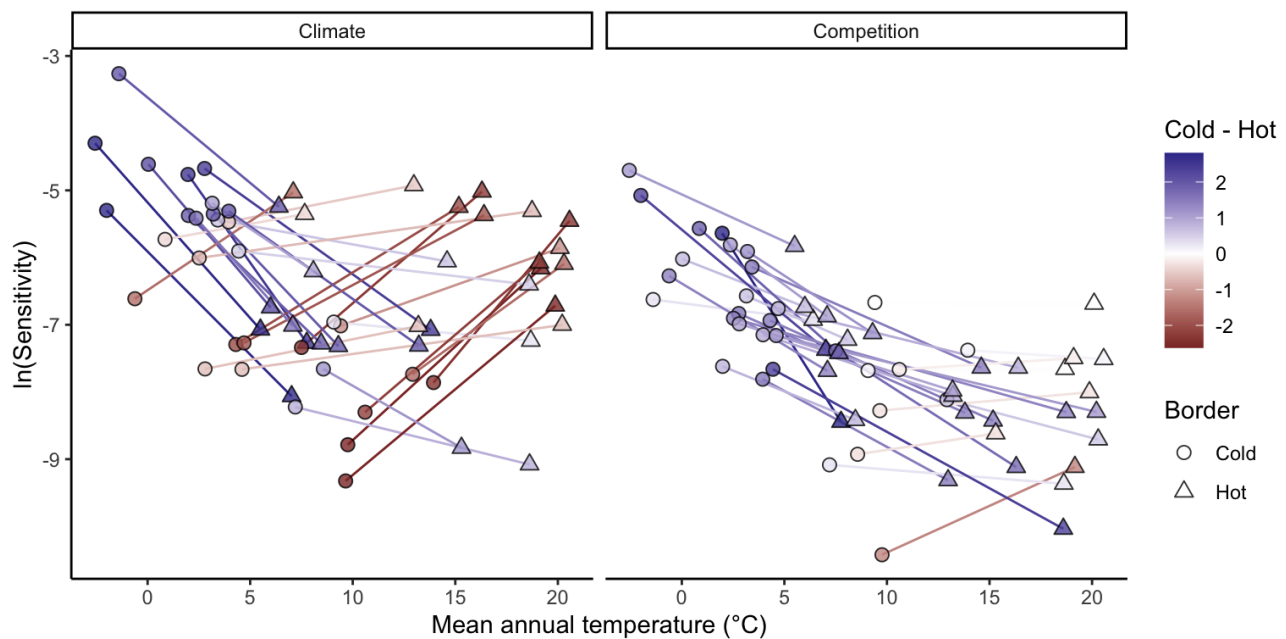 Climate
Competition
-3
-5
-7
-9
ln(Sensitivity)
0 5 10 15 20
0 5 10 15 20
Mean annual temperature (°C)
Cold - Hot
2
1
0
-1
-2
Border
Cold
Hot